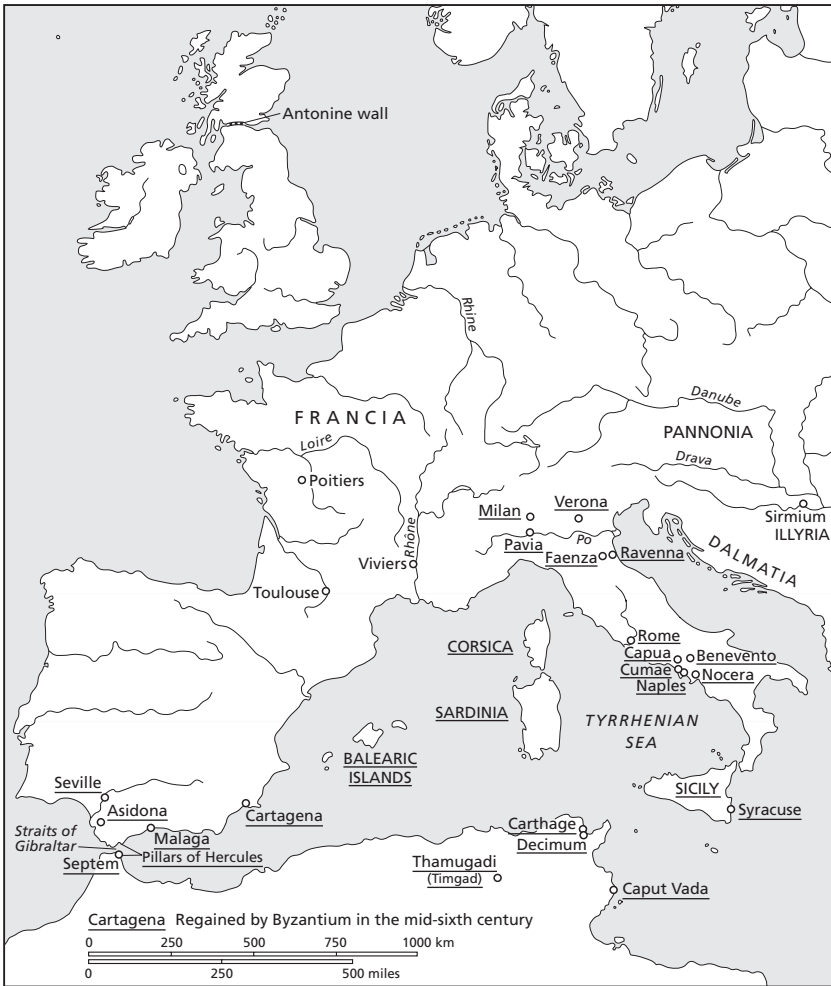 Antonine wall
Rhine
Danube
FRANCIA
PANNONIA
Loire
Drava
Poitiers
Milan
Verona
Sirmium
ILLYRIA
Rhône
Pavia
Po
DALMATIA
Viviers
Faenza
Ravenna
Toulouse
CORSICA
Rome
Capua
Benevento
Cumae
Nocera
Naples
SARDINIA
TYRRHENIAN
SEA
BALEARIC
ISLANDS
Seville
SICILY
Asidona
Cartagena
Syracuse
Straits of
Gibraltar
Malaga
Carthage
Pillars of Hercules
Decimum
Septem
Thamugadi
(Timgad)
Caput Vada
Cartagena Regained by Byzantium in the mid-sixth century
0 250 500 750 1000 km
0 250 500 miles